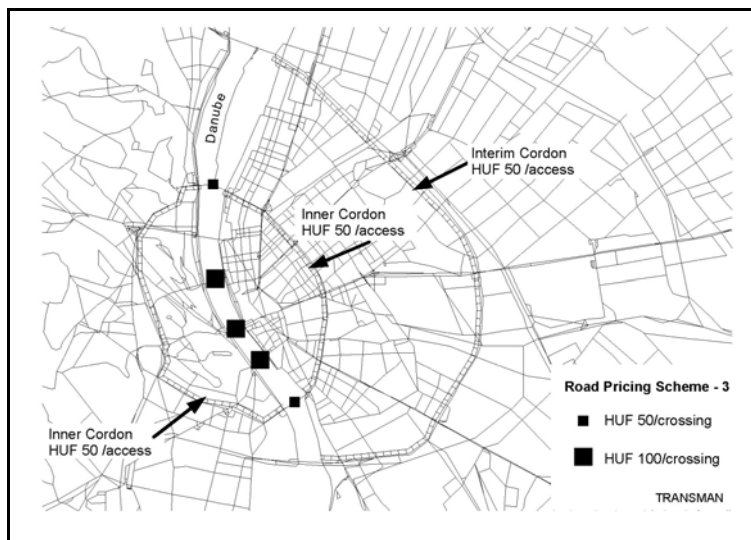 Danube
Interim Cordon
HUF 50 /access
Inner Cordon
HUF 50 /access
Inner Cordon
HUF 50 /access
Road Pricing Scheme - 3
HUF 50/crossing
HUF 100/crossing
TRANSMAN